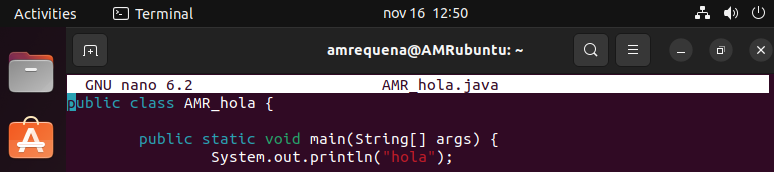 Activities Terminal nov 16 12:50
amrequena@AMRubuntu: ~
GNU nano 6.2 AMR_hola.java
public class AMR_hola {
public static void main(String[] args) {
System.out.println("hola");